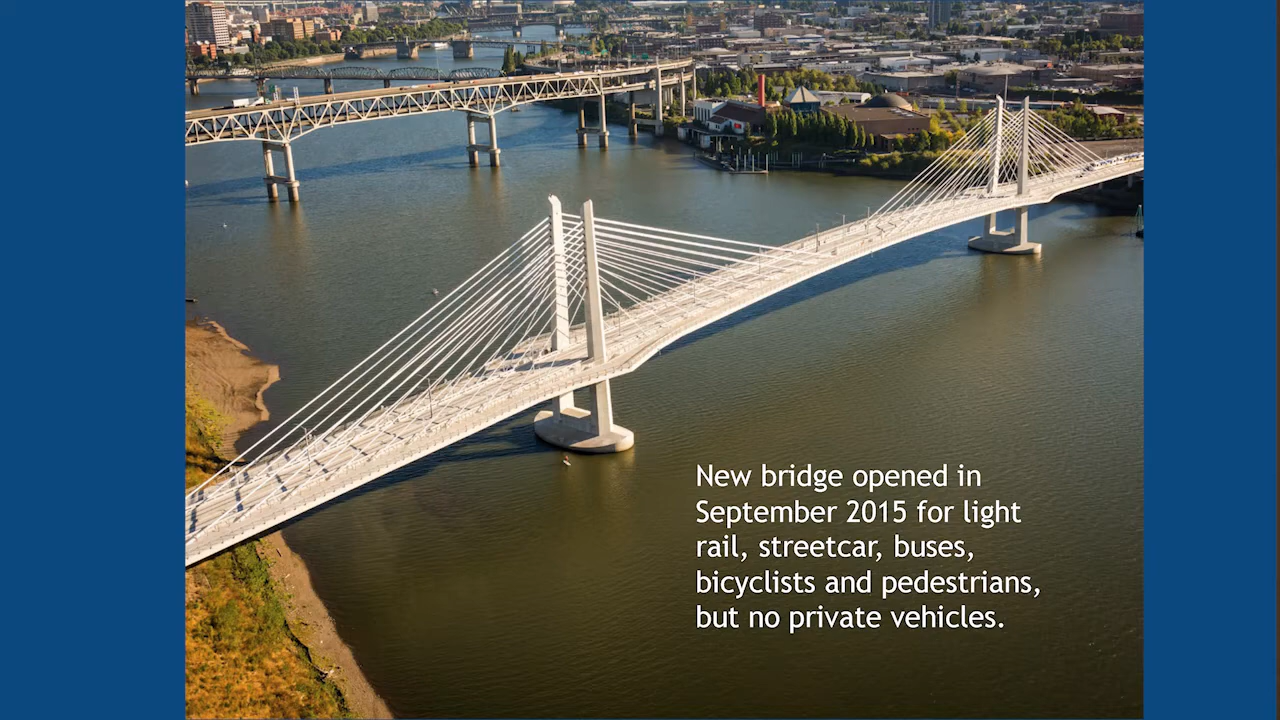 New bridge opened in
September 2015 for light
rail, streetcar, buses,
bicyclists and pedestrians,
but no private vehicles.